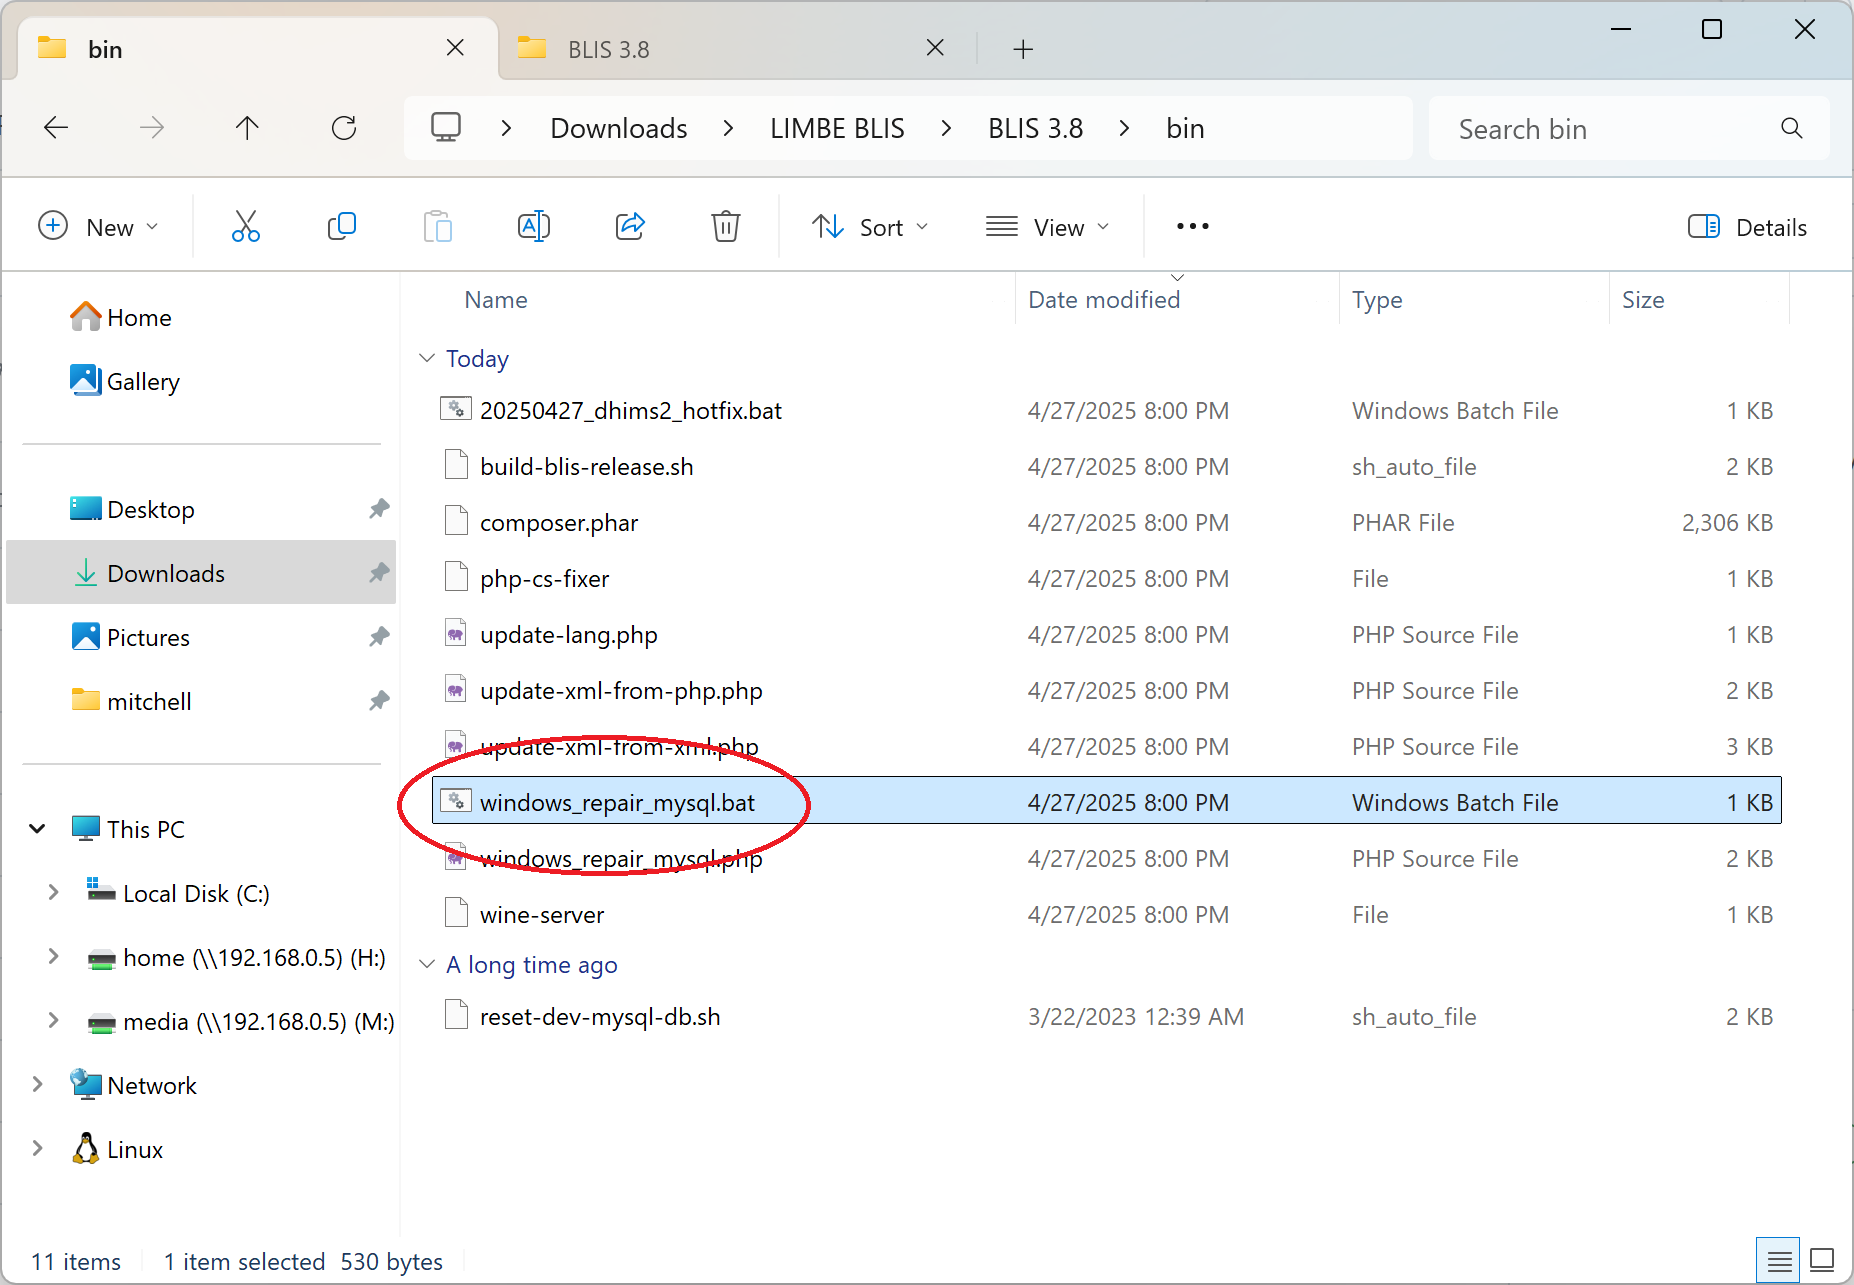 bin
BLIS 3.8
Downloads LIMBE BLIS BLIS 3.8 bin
Search bin
New
Sort
View
Details
Home
Gallery
Desktop
Downloads
Pictures
mitchell
This PC
Local Disk (C:)
home (\\192.168.0.5) (H:)
media (\\192.168.0.5) (M:)
Network
Linux
Name Date modified Type Size
Today
20250427_dhims2_hotfix.bat 4/27/2025 8:00 PM Windows Batch File 1 KB
build-blis-release.sh 4/27/2025 8:00 PM sh_auto_file 2 KB
composer.phar 4/27/2025 8:00 PM PHAR File 2,306 KB
php-cs-fixer 4/27/2025 8:00 PM File 1 KB
update-lang.php 4/27/2025 8:00 PM PHP Source File 1 KB
update-xml-from-php.php 4/27/2025 8:00 PM PHP Source File 2 KB
update-xml-from-xml.php 4/27/2025 8:00 PM PHP Source File 3 KB
windows_repair_mysql.bat 4/27/2025 8:00 PM Windows Batch File 1 KB
windows_repair_mysql.php 4/27/2025 8:00 PM PHP Source File 2 KB
wine-server 4/27/2025 8:00 PM File 1 KB
A long time ago
reset-dev-mysql-db.sh 3/22/2023 12:39 AM sh_auto_file 2 KB
11 items 1 item selected 530 bytes